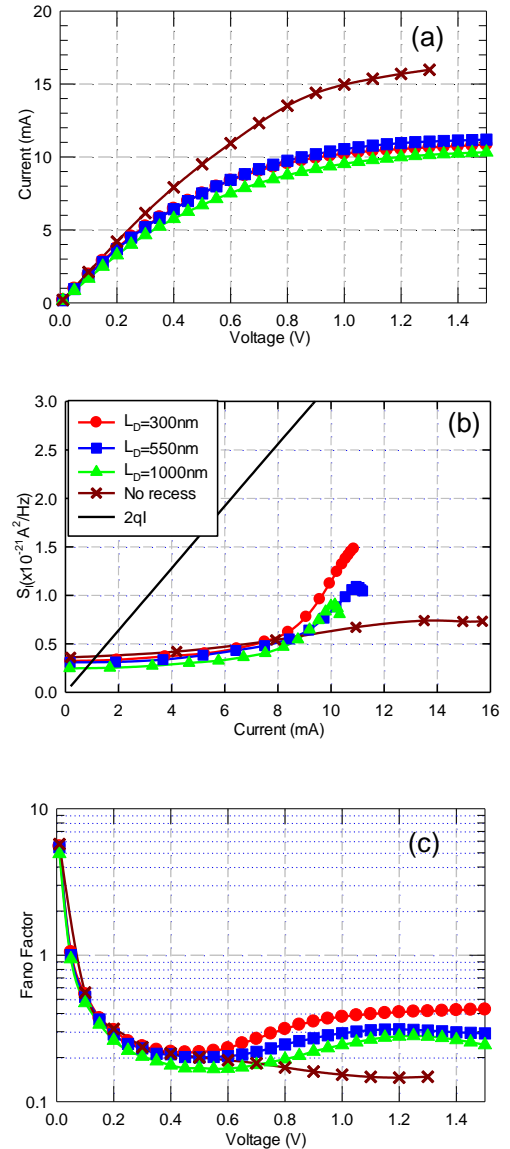 (a)
20
15
10
5
0
Current (mA)
0.0 0.2 0.4 0.6 0.8 1.0 1.2 1.4
Voltage (V)
(b)
3.0
2.5
2.0
1.5
1.0
0.5
0.0
S_i(x10^-21 A^2/Hz)
L_D=300nm
L_D=550nm
L_D=1000nm
No recess
2qI
0 2 4 6 8 10 12 14 16
Current (mA)
(c)
10
1
0.1
Fano Factor
0.0 0.2 0.4 0.6 0.8 1.0 1.2 1.4
Voltage (V)